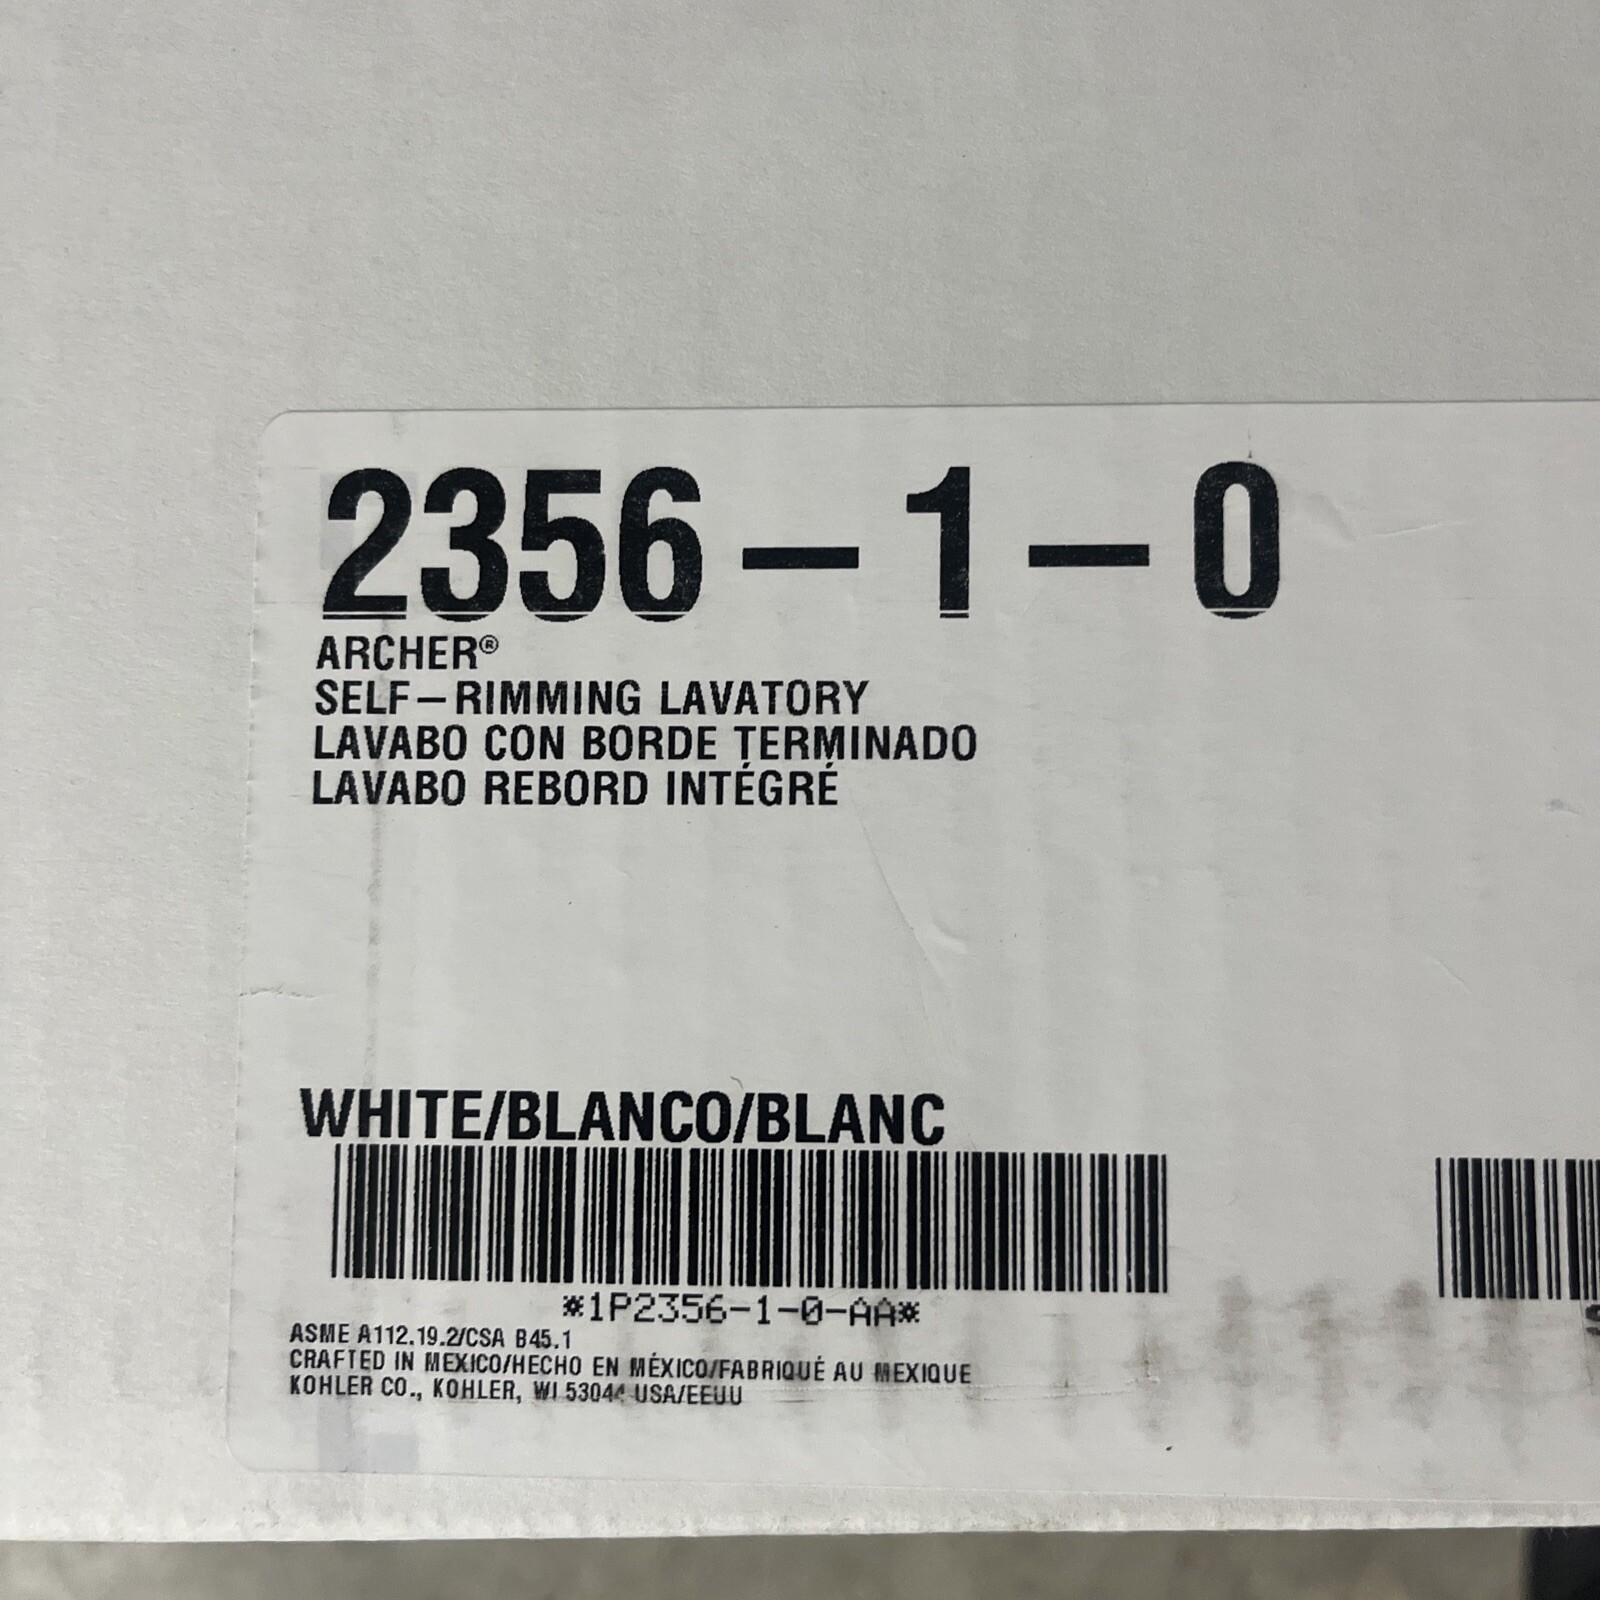 2356-1-0
ARCHER®
SELF-RIMMING LAVATORY
LAVABO CON BORDE TERMINADO
LAVABO REBORD INTÉGRÉ
WHITE/BLANCO/BLANC
*1P2356-1-0-AA*
ASME A112.19.2/CSA B45.1
CRAFTED IN MEXICO/HECHO EN MÉXICO/FABRIQUÉ AU MEXIQUE
KOHLER CO., KOHLER, WI 53044 USA/EEUU